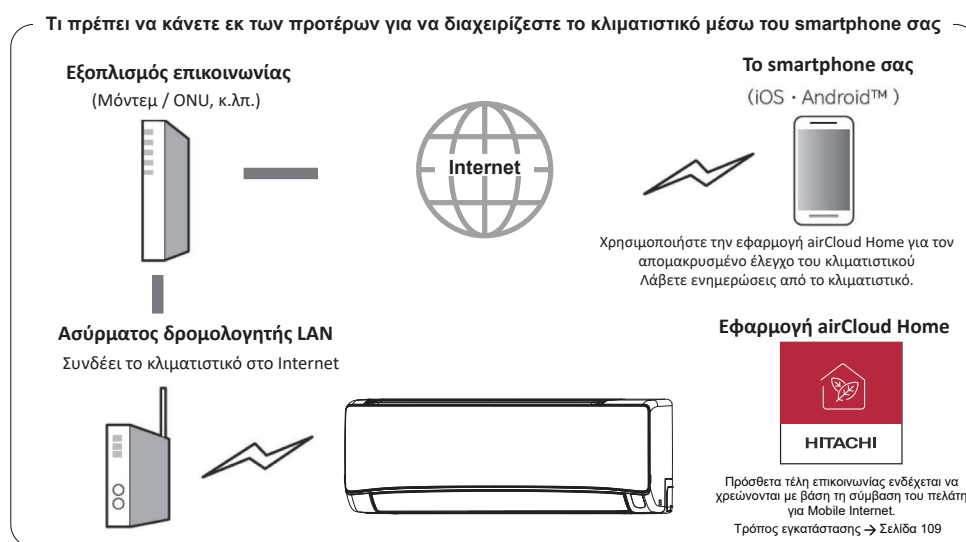 Τι πρέπει να κάνετε εκ των προτέρων για να διαχειρίζεστε το κλιματιστικό μέσω του smartphone σας
Εξοπλισμός επικοινωνίας
(Μόντεμ / ONU, κ.λπ.)
Internet
Το smartphone σας
(iOS・Android™ )
Χρησιμοποιήστε την εφαρμογή airCloud Home για τον
απομακρυσμένο έλεγχο του κλιματιστικού
Λάβετε ενημερώσεις από το κλιματιστικό.
Ασύρματος δρομολογητής LAN
Συνδέει το κλιματιστικό στο Internet
Εφαρμογή airCloud Home
HITACHI
Πρόσθετα τέλη επικοινωνίας ενδέχεται να
χρεώνονται με βάση τη σύμβαση του πελάτη
για Mobile Internet.
Τρόπος εγκατάστασης → Σελίδα 109